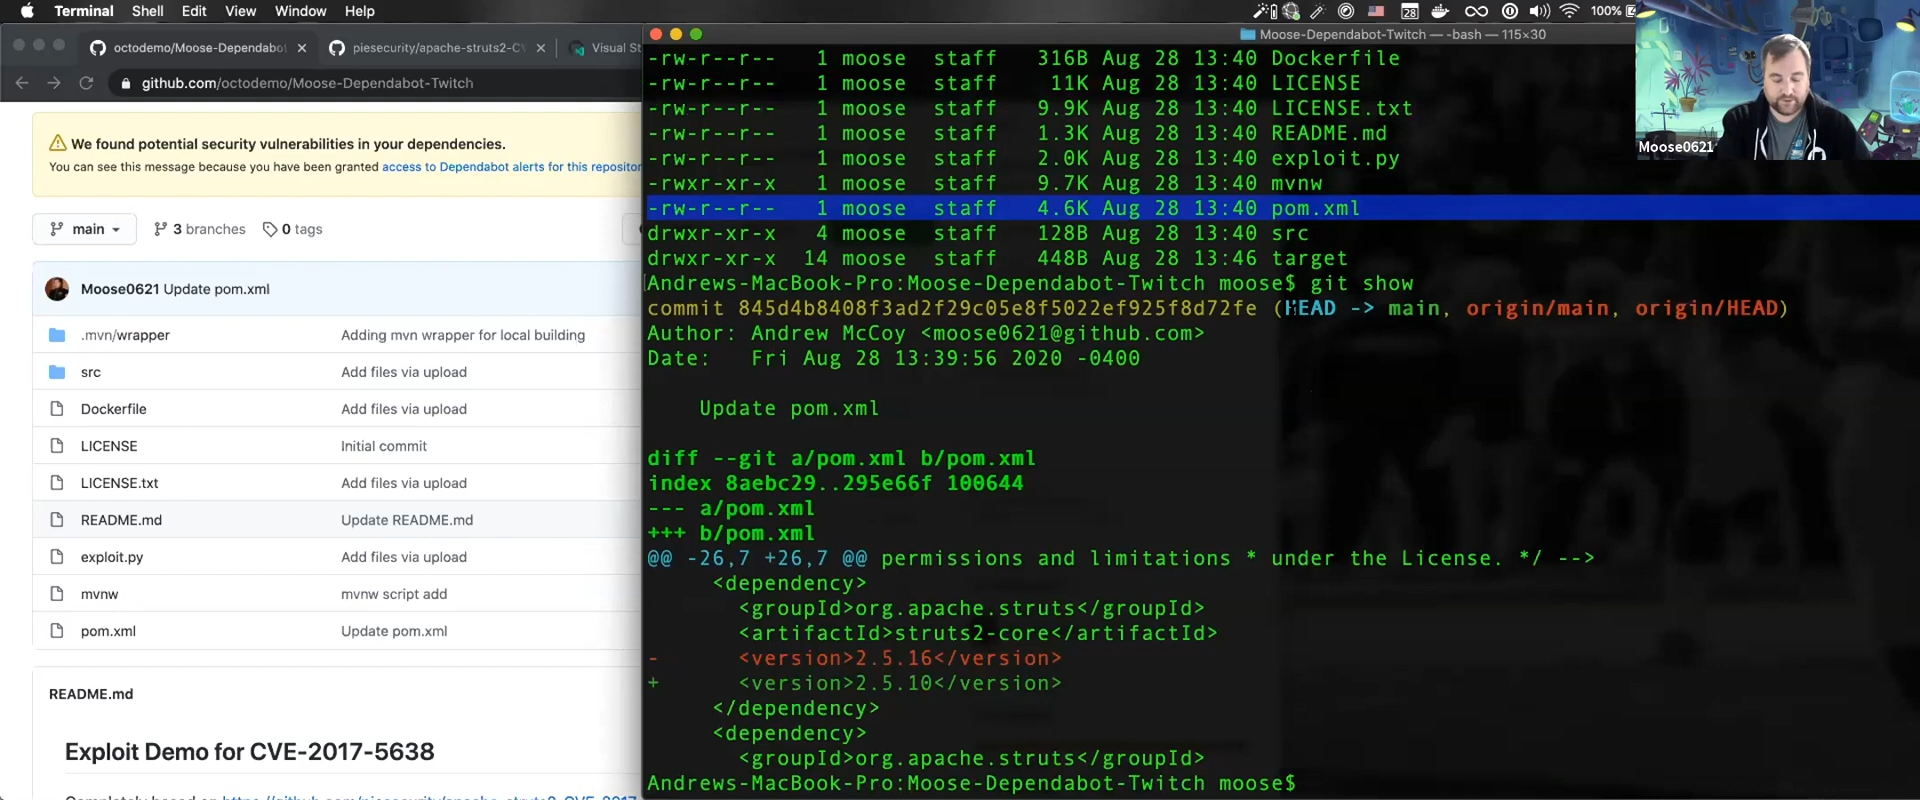 Terminal Shell Edit View Window Help
28 100%
octodemo/Moose-Dependabot
piesecurity/apache-struts2-CV
Visual St
github.com/octodemo/Moose-Dependabot-Twitch
We found potential security vulnerabilities in your dependencies.
You can see this message because you have been granted access to Dependabot alerts for this repositor
main 3 branches 0 tags
Moose0621 Update pom.xml
.mvn/wrapper Adding mvn wrapper for local building
src Add files via upload
Dockerfile Add files via upload
LICENSE Initial commit
LICENSE.txt Add files via upload
README.md Update README.md
exploit.py Add files via upload
mvnw mvnw script add
pom.xml Update pom.xml
README.md
Exploit Demo for CVE-2017-5638
Moose-Dependabot-Twitch — -bash — 115×30
-rw-r--r-- 1 moose staff 316B Aug 28 13:40 Dockerfile
-rw-r--r-- 1 moose staff 11K Aug 28 13:40 LICENSE
-rw-r--r-- 1 moose staff 9.9K Aug 28 13:40 LICENSE.txt
-rw-r--r-- 1 moose staff 1.3K Aug 28 13:40 README.md
-rw-r--r-- 1 moose staff 2.0K Aug 28 13:40 exploit.py
-rwxr-xr-x 1 moose staff 9.7K Aug 28 13:40 mvnw
-rw-r--r-- 1 moose staff 4.6K Aug 28 13:40 pom.xml
drwxr-xr-x 4 moose staff 128B Aug 28 13:40 src
drwxr-xr-x 14 moose staff 448B Aug 28 13:46 target
Andrews-MacBook-Pro:Moose-Dependabot-Twitch moose$ git show
commit 845d4b8408f3ad2f29c05e8f5022ef925f8d72fe (HEAD -> main, origin/main, origin/HEAD)
Author: Andrew McCoy <moose0621@github.com>
Date: Fri Aug 28 13:39:56 2020 -0400
Update pom.xml
diff --git a/pom.xml b/pom.xml
index 8aebc29..295e66f 100644
--- a/pom.xml
+++ b/pom.xml
@@ -26,7 +26,7 @@ permissions and limitations * under the License. */ -->
<dependency>
<groupId>org.apache.struts</groupId>
<artifactId>struts2-core</artifactId>
- <version>2.5.16</version>
+ <version>2.5.10</version>
</dependency>
<dependency>
<groupId>org.apache.struts</groupId>
Andrews-MacBook-Pro:Moose-Dependabot-Twitch moose$
Moose0621